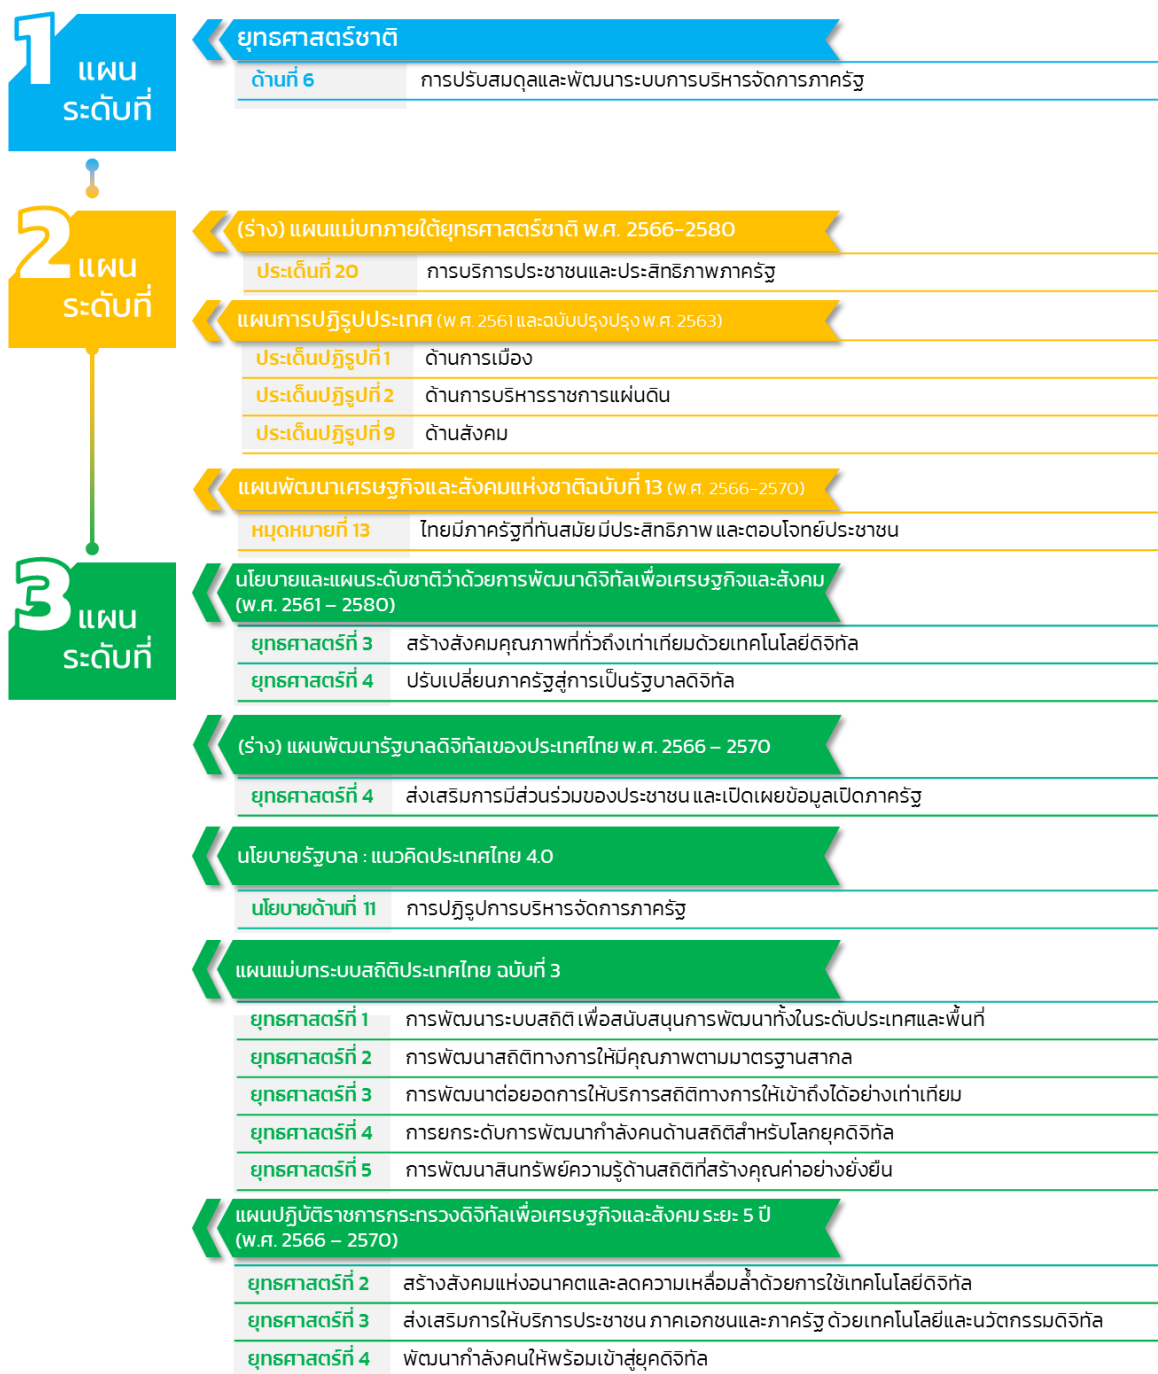 1
แผน
ระดับที่
ยุทธศาสตร์ชาติ
ด้านที่ 6 การปรับสมดุลและพัฒนาระบบการบริหารจัดการภาครัฐ
2
แผน
ระดับที่
(ร่าง) แผนแม่บทภายใต้ยุทธศาสตร์ชาติ พ.ศ. 2566-2580
ประเด็นที่ 20 การบริการประชาชนและประสิทธิภาพภาครัฐ
แผนการปฏิรูปประเทศ (พ.ศ. 2561 และฉบับปรุงปรุง พ.ศ. 2563)
ประเด็นปฏิรูปที่ 1 ด้านการเมือง
ประเด็นปฏิรูปที่ 2 ด้านการบริหารราชการแผ่นดิน
ประเด็นปฏิรูปที่ 9 ด้านสังคม
แผนพัฒนาเศรษฐกิจและสังคมแห่งชาติฉบับที่ 13 (พ.ศ. 2566-2570)
หมุดหมายที่ 13 ไทยมีภาครัฐที่ทันสมัย มีประสิทธิภาพ และตอบโจทย์ประชาชน
3
แผน
ระดับที่
นโยบายและแผนระดับชาติว่าด้วยการพัฒนาดิจิทัลเพื่อเศรษฐกิจและสังคม
(พ.ศ. 2561 – 2580)
ยุทธศาสตร์ที่ 3 สร้างสังคมคุณภาพที่ทั่วถึงเท่าเทียมด้วยเทคโนโลยีดิจิทัล
ยุทธศาสตร์ที่ 4 ปรับเปลี่ยนภาครัฐสู่การเป็นรัฐบาลดิจิทัล
(ร่าง) แผนพัฒนารัฐบาลดิจิทัลเของประเทศไทย พ.ศ. 2566 – 2570
ยุทธศาสตร์ที่ 4 ส่งเสริมการมีส่วนร่วมของประชาชน และเปิดเผยข้อมูลเปิดภาครัฐ
นโยบายรัฐบาล : แนวคิดประเทศไทย 4.0
นโยบายด้านที่ 11 การปฏิรูปการบริหารจัดการภาครัฐ
แผนแม่บทระบบสถิติประเทศไทย ฉบับที่ 3
ยุทธศาสตร์ที่ 1 การพัฒนาระบบสถิติ เพื่อสนับสนุนการพัฒนาทั้งในระดับประเทศและพื้นที่
ยุทธศาสตร์ที่ 2 การพัฒนาสถิติทางการให้มีคุณภาพตามมาตรฐานสากล
ยุทธศาสตร์ที่ 3 การพัฒนาต่อยอดการให้บริการสถิติทางการให้เข้าถึงได้อย่างเท่าเทียม
ยุทธศาสตร์ที่ 4 การยกระดับการพัฒนากำลังคนด้านสถิติสำหรับโลกยุคดิจิทัล
ยุทธศาสตร์ที่ 5 การพัฒนาสินทรัพย์ความรู้ด้านสถิติที่สร้างคุณค่าอย่างยั่งยืน
แผนปฏิบัติราชการกระทรวงดิจิทัลเพื่อเศรษฐกิจและสังคม ระยะ 5 ปี
(พ.ศ. 2566 – 2570)
ยุทธศาสตร์ที่ 2 สร้างสังคมแห่งอนาคตและลดความเหลื่อมล้ำด้วยการใช้เทคโนโลยีดิจิทัล
ยุทธศาสตร์ที่ 3 ส่งเสริมการให้บริการประชาชน ภาคเอกชนและภาครัฐ ด้วยเทคโนโลยีและนวัตกรรมดิจิทัล
ยุทธศาสตร์ที่ 4 พัฒนากำลังคนให้พร้อมเข้าสู่ยุคดิจิทัล